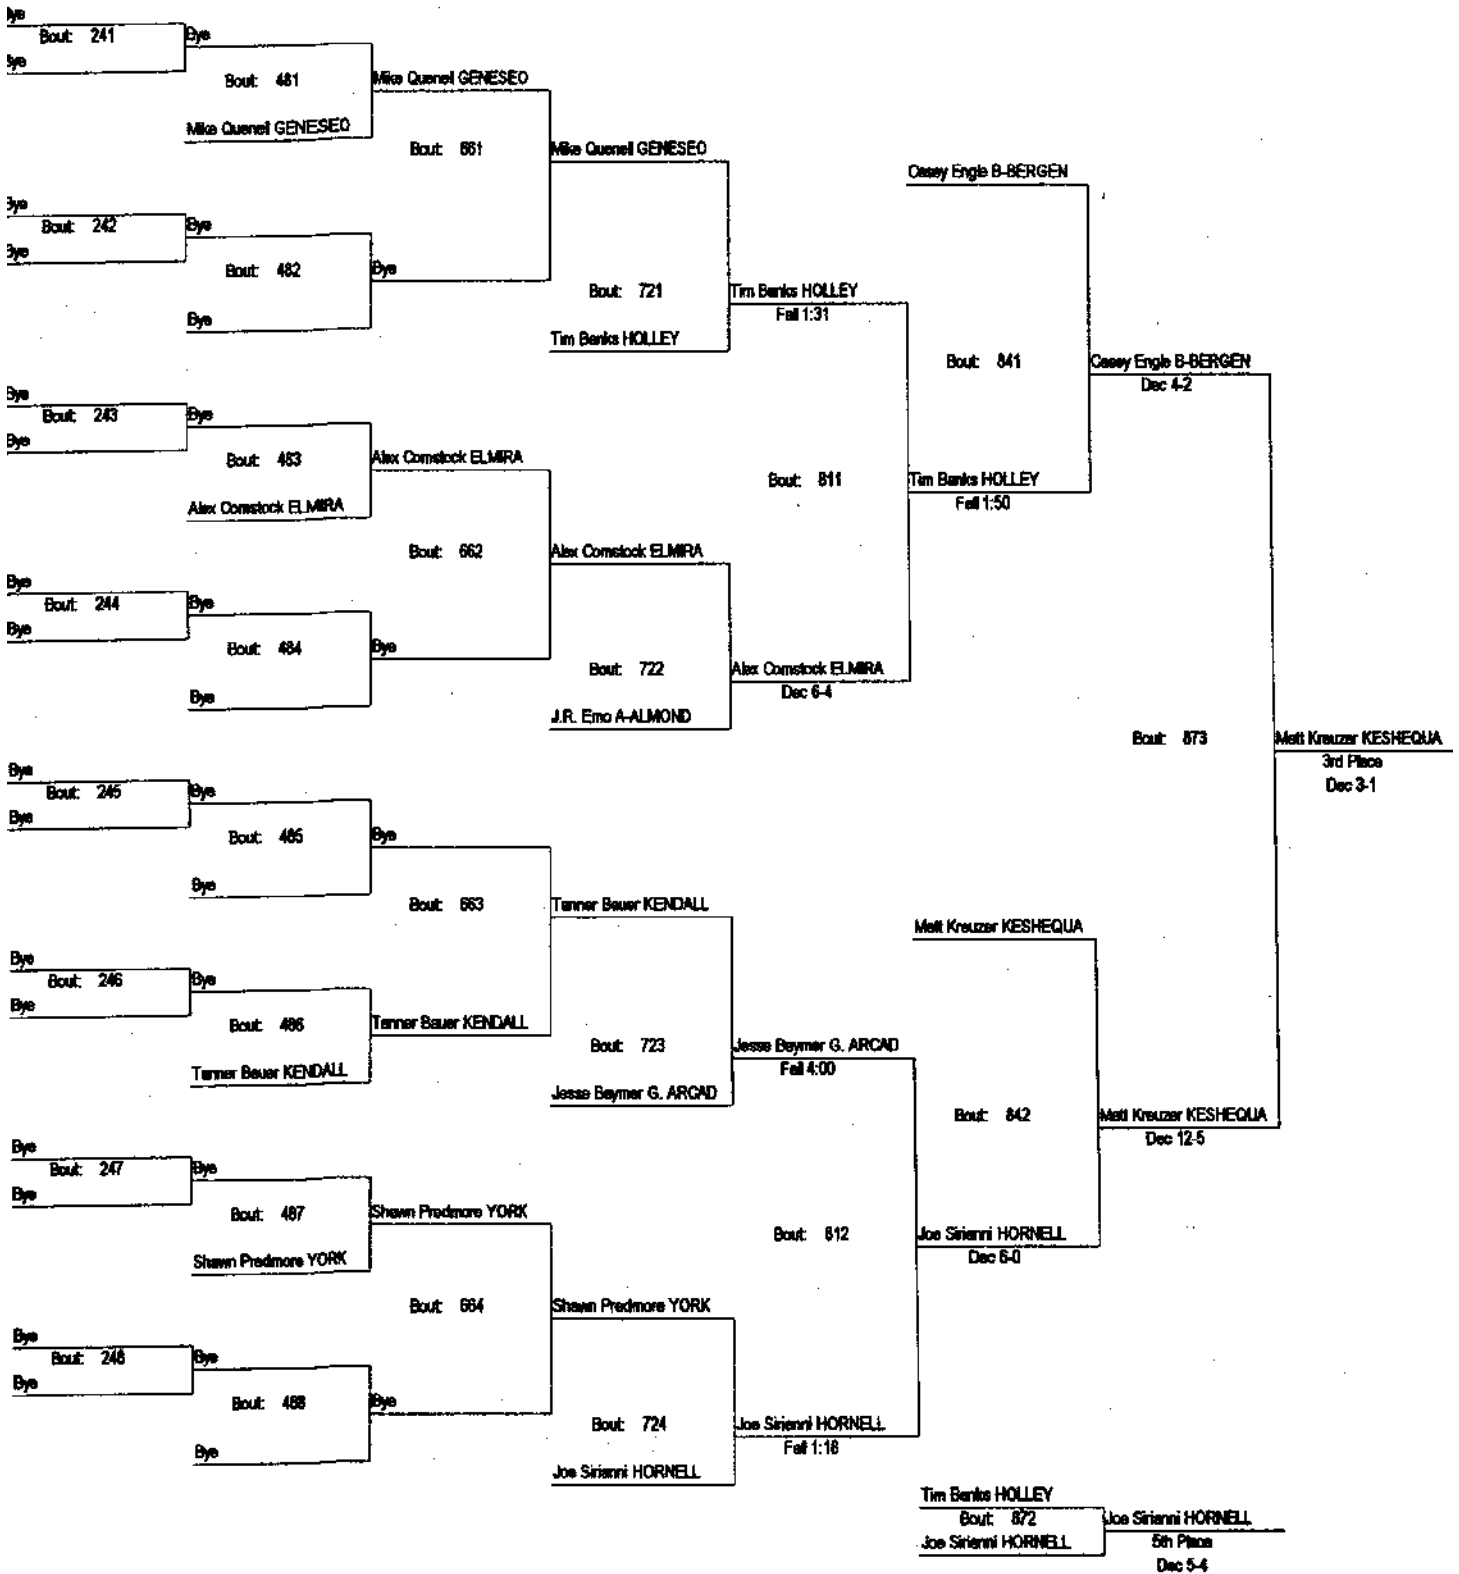 Bye
Bout: 241
Bye
Bye
Bout: 481
Mike Quenell GENESEO
Mike Quenell GENESEO
Bout: 661
Mike Quenell GENESEO
Casey Engle B-BERGEN
Bye
Bout: 242
Bye
Bye
Bout: 482
Bye
Bye
Bout: 721
Tim Banks HOLLEY
Fall 1:31
Tim Banks HOLLEY
Bout: 841
Casey Engle B-BERGEN
Dec 4-2
Bye
Bout: 243
Bye
Bye
Bout: 483
Alex Comstock ELMIRA
Alex Comstock ELMIRA
Bout: 811
Tim Banks HOLLEY
Fall 1:50
Bout: 662
Alex Comstock ELMIRA
Bye
Bout: 244
Bye
Bye
Bout: 484
Bye
Bye
Bout: 722
Alex Comstock ELMIRA
Dec 6-4
J.R. Emo A-ALMOND
Bout: 873
Matt Kreuzer KESHEQUA
3rd Place
Dec 3-1
Bye
Bout: 245
Bye
Bye
Bout: 485
Bye
Bye
Bout: 663
Tanner Bauer KENDALL
Matt Kreuzer KESHEQUA
Bye
Bout: 246
Bye
Bye
Bout: 486
Tanner Bauer KENDALL
Tanner Bauer KENDALL
Bout: 723
Jesse Beymer G. ARCAD
Fall 4:00
Jesse Beymer G. ARCAD
Bout: 842
Matt Kreuzer KESHEQUA
Dec 12-5
Bye
Bout: 247
Bye
Bye
Bout: 487
Shawn Predmore YORK
Shawn Predmore YORK
Bout: 812
Joe Sirianni HORNELL
Dec 6-0
Bout: 664
Shawn Predmore YORK
Bye
Bout: 248
Bye
Bye
Bout: 488
Bye
Bye
Bout: 724
Joe Sirianni HORNELL
Fall 1:18
Joe Sirianni HORNELL
Tim Banks HOLLEY
Bout: 872
Joe Sirianni HORNELL
Joe Sirianni HORNELL
5th Place
Dec 5-4